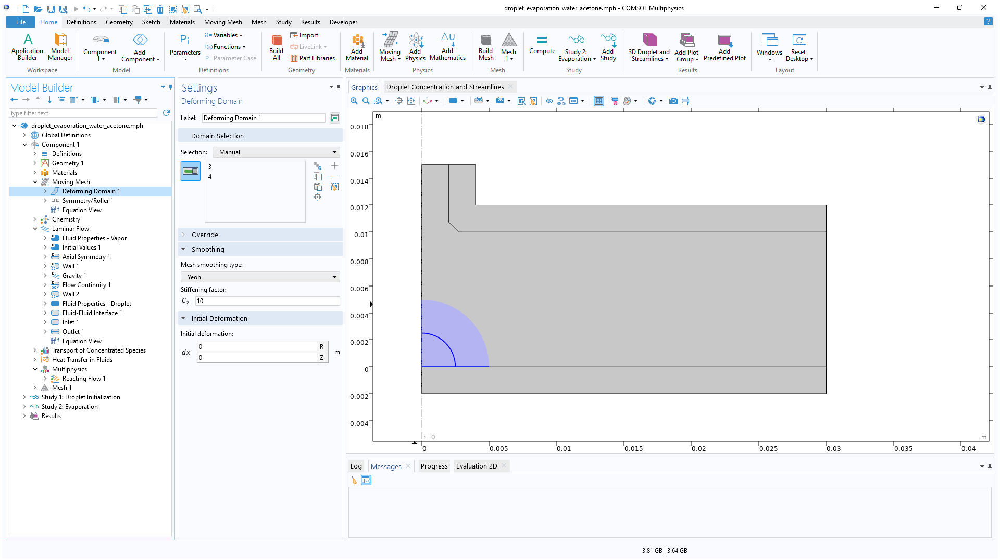 droplet_evaporation_water_acetone.mph - COMSOL Multiphysics
File Home Definitions Geometry Sketch Materials Moving Mesh Mesh Study Results Developer
Application Builder
Model Manager
Workspace
Component 1
Add Component
Model
Pi
Parameters
a= Variables
f(x) Functions
Pi Parameter Case
Definitions
Build All
Import
LiveLink
Part Libraries
Geometry
Add Material
Materials
Moving Mesh
Add Physics
ΔU
Add Mathematics
Physics
Build Mesh
Mesh 1
Mesh
Compute
Study 2: Evaporation
Add Study
Study
3D Droplet and Streamlines
Add Plot Group
Add Predefined Plot
Results
Windows
Reset Desktop
Layout
Model Builder
Type filter text
droplet_evaporation_water_acetone.mph
Global Definitions
Component 1
Definitions
Geometry 1
Materials
Moving Mesh
Deforming Domain 1
Symmetry/Roller 1
Equation View
Chemistry
Laminar Flow
Fluid Properties - Vapor
Initial Values 1
Axial Symmetry 1
Wall 1
Gravity 1
Flow Continuity 1
Wall 2
Fluid Properties - Droplet
Fluid-Fluid Interface 1
Inlet 1
Outlet 1
Equation View
Transport of Concentrated Species
Heat Transfer in Fluids
Multiphysics
Reacting Flow 1
Mesh 1
Study 1: Droplet Initialization
Study 2: Evaporation
Results
Settings
Deforming Domain
Label: Deforming Domain 1
Domain Selection
Selection: Manual
3
4
Override
Smoothing
Mesh smoothing type:
Yeoh
Stiffening factor:
C2 10
Initial Deformation
Initial deformation:
dx 0 R m
0 Z
Graphics
Droplet Concentration and Streamlines
m
0.018
0.016
0.014
0.012
0.01
0.008
0.006
0.004
0.002
0
-0.002
-0.004
r=0
m
0 0.005 0.01 0.015 0.02 0.025 0.03 0.035 0.04
Log Messages Progress Evaluation 2D
3.81 GB | 3.64 GB